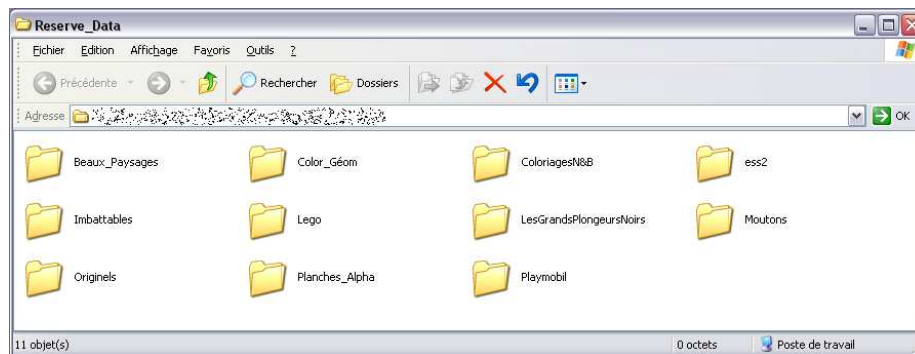 Reserve_Data
Fichier Edition Affichage Favoris Outils ?
Précédente Rechercher Dossiers
Adresse OK
Beaux_Paysages Color_Géom ColoriagesN&B ess2
Imbattables Lego LesGrandsPlongeursNoirs Moutons
Originels Planches_Alpha Playmobil
11 objet(s) 0 octets Poste de travail